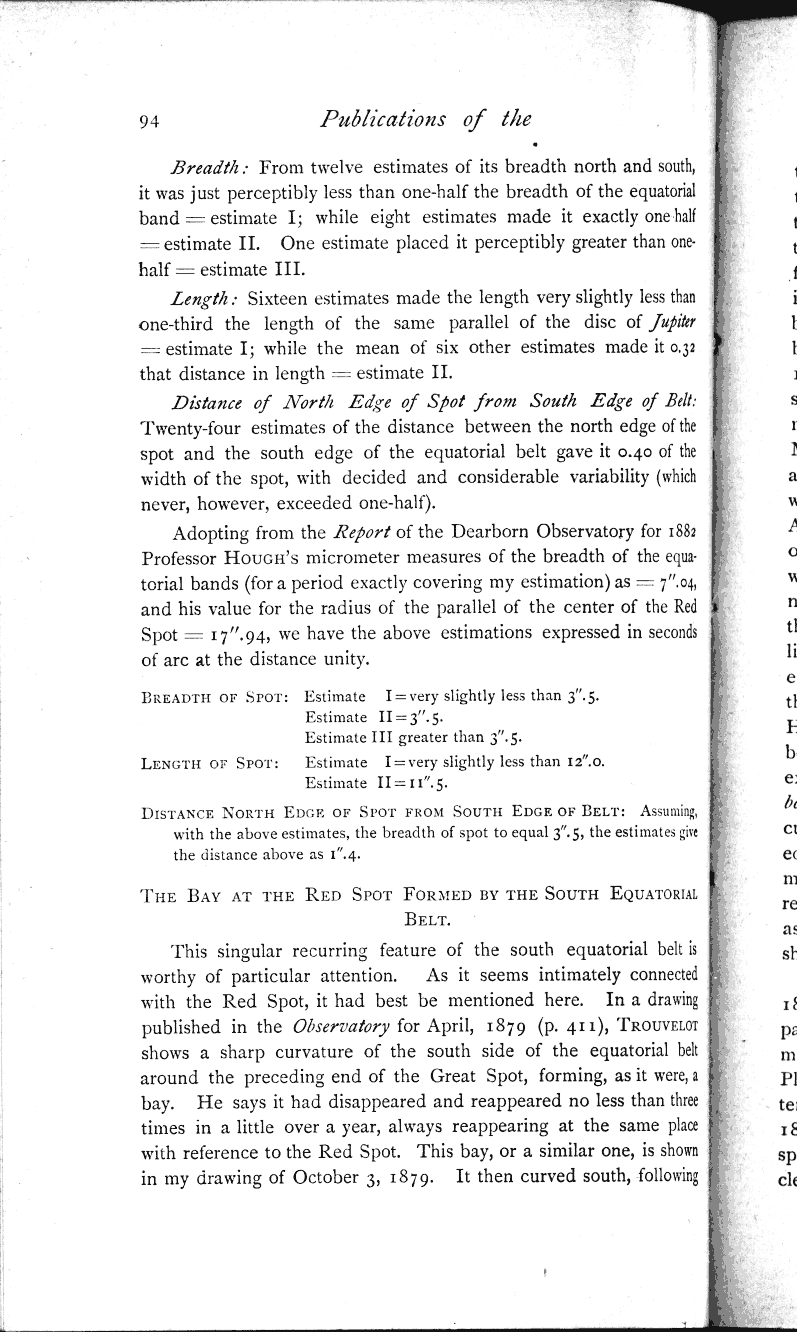 94 Publications of the
Breadth: From twelve estimates of its breadth north and south,
it was just perceptibly less than one-half the breadth of the equatorial
band = estimate I; while eight estimates made it exactly one half
= estimate II. One estimate placed it perceptibly greater than one-
half = estimate III.
Length: Sixteen estimates made the length very slightly less than
one-third the length of the same parallel of the disc of Jupiter
= estimate I; while the mean of six other estimates made it 0.32
that distance in length = estimate II.
Distance of North Edge of Spot from South Edge of Belt:
Twenty-four estimates of the distance between the north edge of the
spot and the south edge of the equatorial belt gave it 0.40 of the
width of the spot, with decided and considerable variability (which
never, however, exceeded one-half).
Adopting from the Report of the Dearborn Observatory for 1882
Professor HOUGH'S micrometer measures of the breadth of the equa-
torial bands (for a period exactly covering my estimation) as = 7″.04,
and his value for the radius of the parallel of the center of the Red
Spot = 17″.94, we have the above estimations expressed in seconds
of arc at the distance unity.
BREADTH OF SPOT: Estimate I = very slightly less than 3″.5.
Estimate II = 3″.5.
Estimate III greater than 3″.5.
LENGTH OF SPOT: Estimate I = very slightly less than 12″.0.
Estimate II = 11″.5.
DISTANCE NORTH EDGE OF SPOT FROM SOUTH EDGE OF BELT: Assuming,
with the above estimates, the breadth of spot to equal 3″.5, the estimates give
the distance above as 1″.4.
THE BAY AT THE RED SPOT FORMED BY THE SOUTH EQUATORIAL
BELT.
This singular recurring feature of the south equatorial belt is
worthy of particular attention. As it seems intimately connected
with the Red Spot, it had best be mentioned here. In a drawing
published in the Observatory for April, 1879 (p. 411), TROUVELOT
shows a sharp curvature of the south side of the equatorial belt
around the preceding end of the Great Spot, forming, as it were, a
bay. He says it had disappeared and reappeared no less than three
times in a little over a year, always reappearing at the same place
with reference to the Red Spot. This bay, or a similar one, is shown
in my drawing of October 3, 1879. It then curved south, following